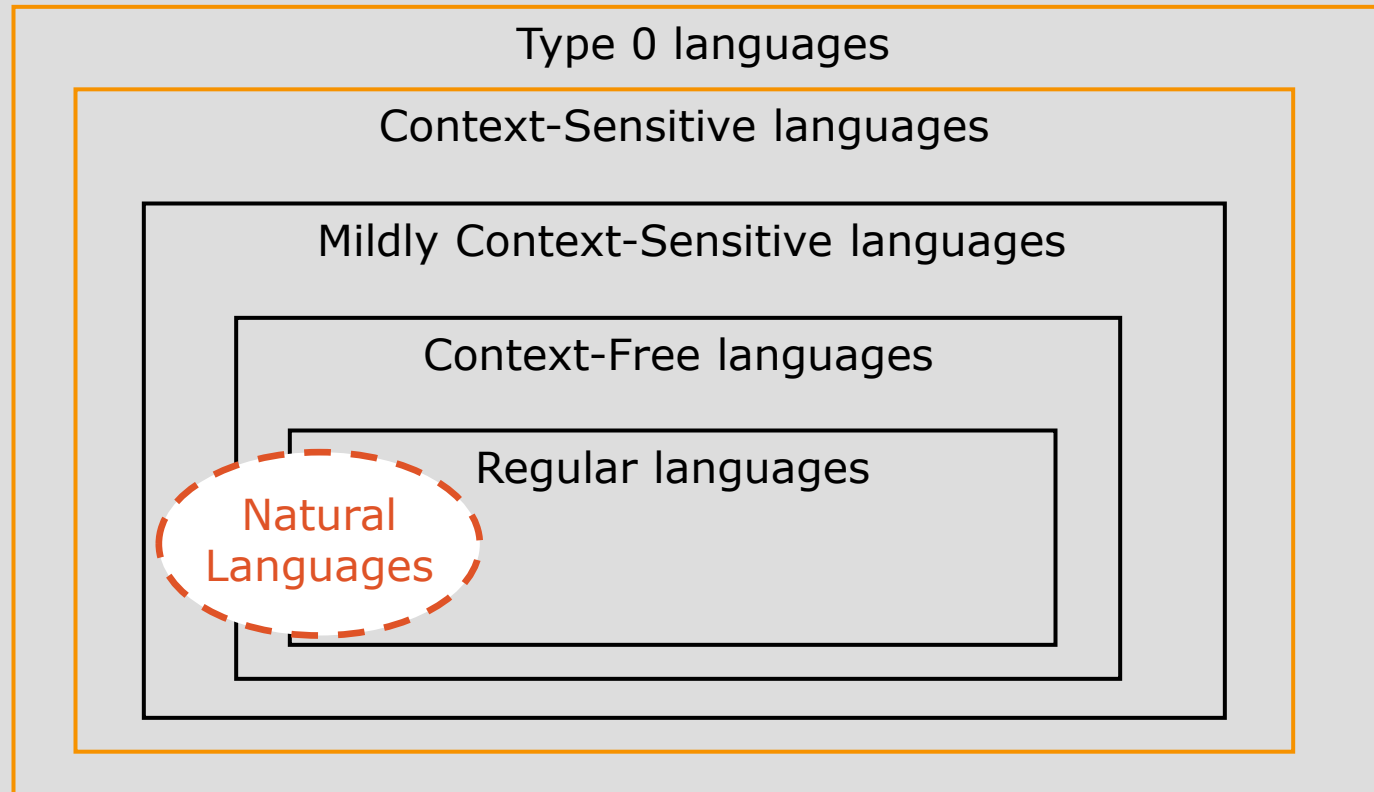 Type 0 languages
Context-Sensitive languages
Mildly Context-Sensitive languages
Context-Free languages
Regular languages
Natural
Languages